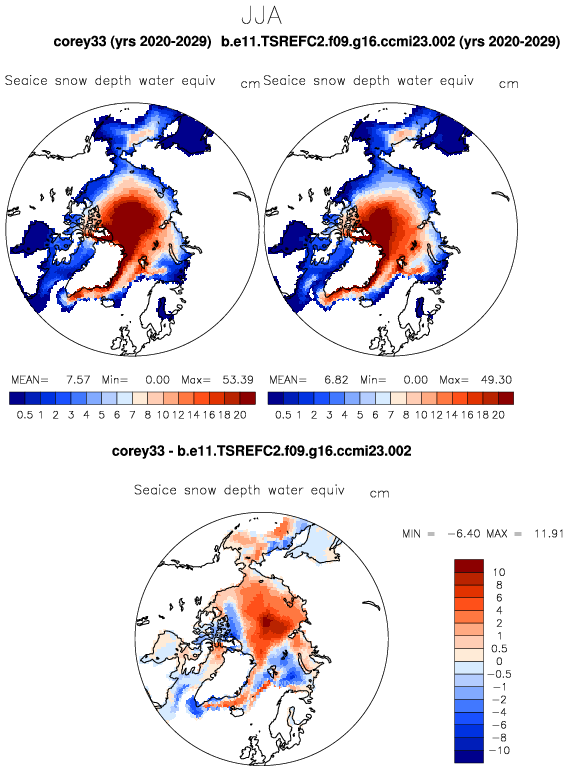 JJA
corey33 (yrs 2020-2029) b.e11.TSREFC2.f09.g16.ccmi23.002 (yrs 2020-2029)
Seaice snow depth water equiv cm Seaice snow depth water equiv cm
MEAN= 7.57 Min= 0.00 Max= 53.39 MEAN= 6.82 Min= 0.00 Max= 49.30
0.5 1 2 3 4 5 6 7 8 10 12 14 16 18 20 0.5 1 2 3 4 5 6 7 8 10 12 14 16 18 20
corey33 - b.e11.TSREFC2.f09.g16.ccmi23.002
Seaice snow depth water equiv cm
MIN = -6.40 MAX = 11.91
10
8
6
4
2
1
0.5
0
-0.5
-1
-2
-4
-6
-8
-10